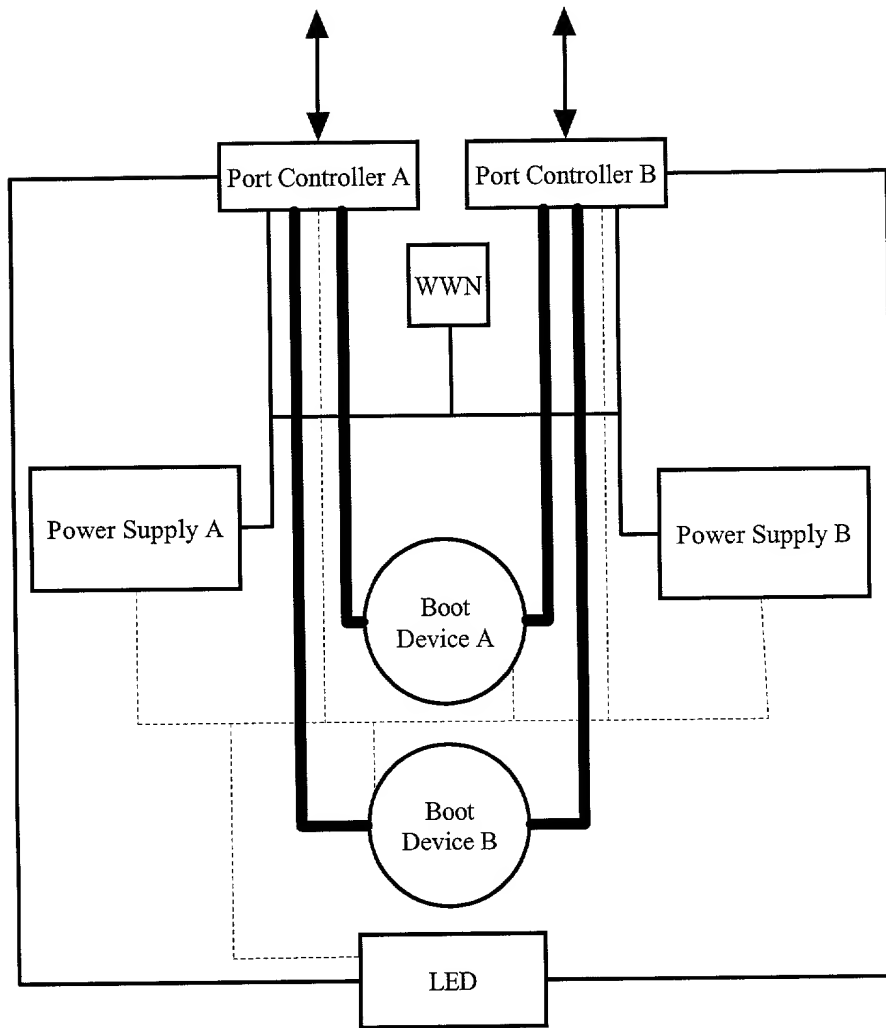 Port Controller A
Port Controller B
WWN
Power Supply A
Power Supply B
Boot
Device A
Boot
Device B
LED